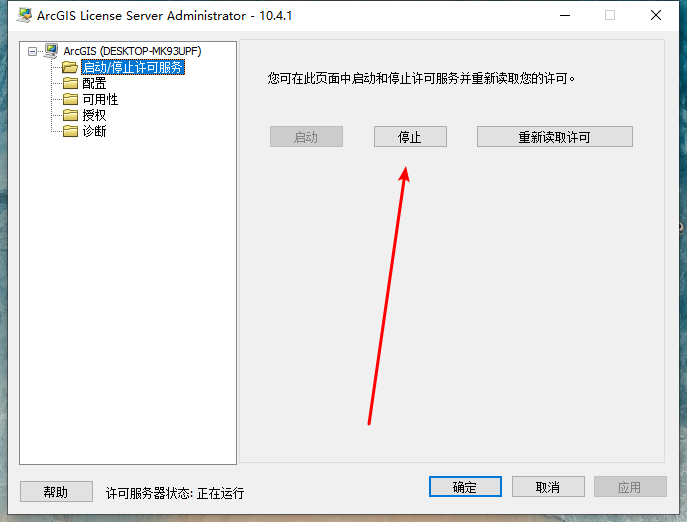 ArcGIS License Server Administrator - 10.4.1
ArcGIS (DESKTOP-MK93UPF)
启动/停止许可服务
配置
可用性
授权
诊断
您可在此页面中启动和停止许可服务并重新读取您的许可。
启动 停止 重新读取许可
帮助 许可服务器状态: 正在运行 确定 取消 应用